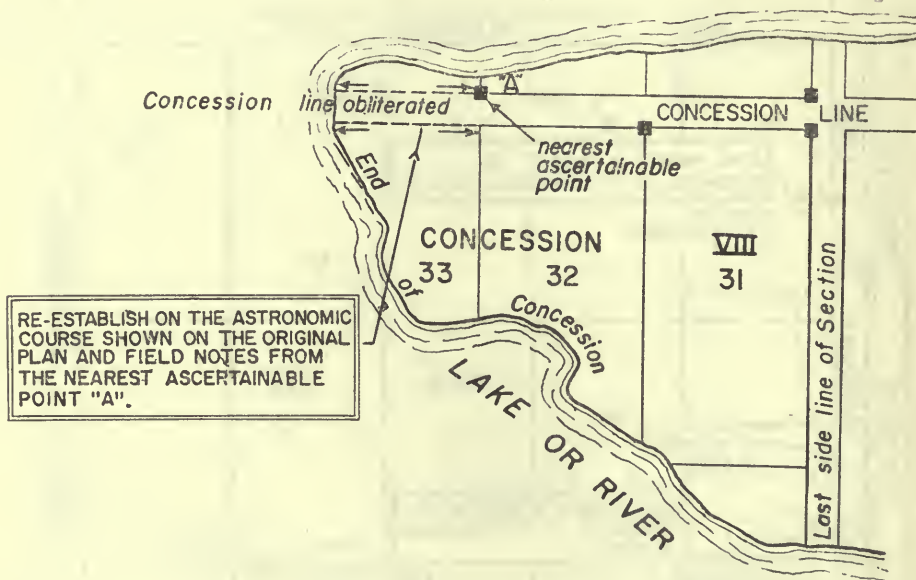 "A"
Concession line obliterated
CONCESSION LINE
nearest
ascertainable
point
End of Concession
CONCESSION VIII
33 32 31
RE-ESTABLISH ON THE ASTRONOMIC
COURSE SHOWN ON THE ORIGINAL
PLAN AND FIELD NOTES FROM
THE NEAREST ASCERTAINABLE
POINT "A".
LAKE OR RIVER
Last side line of Section